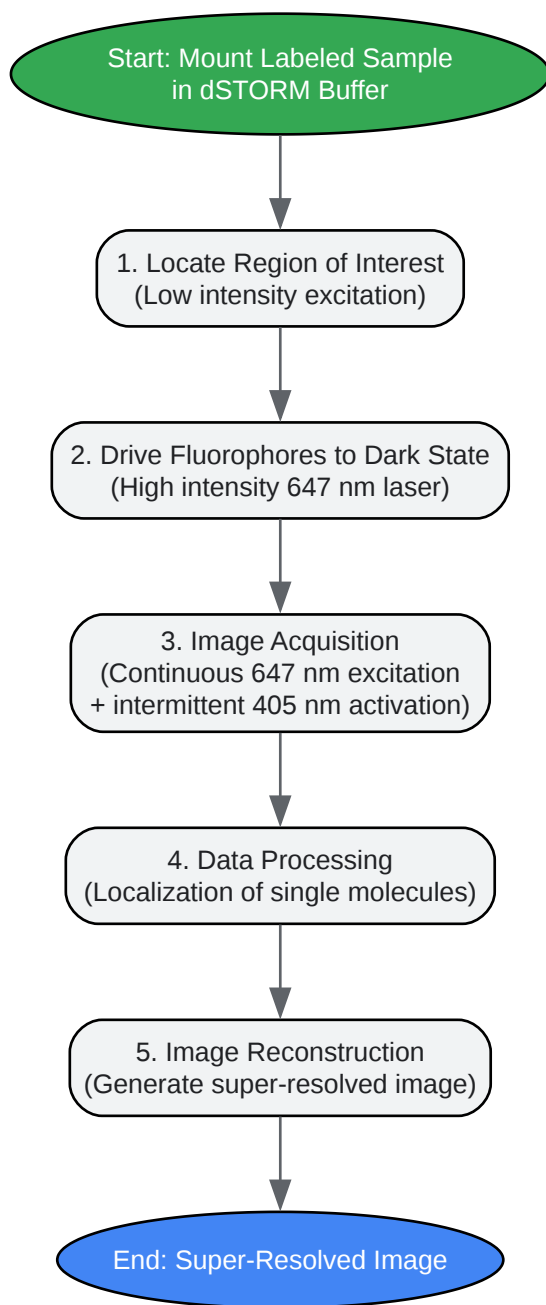 Start: Mount Labeled Sample
in dSTORM Buffer
1. Locate Region of Interest
(Low intensity excitation)
2. Drive Fluorophores to Dark State
(High intensity 647 nm laser)
3. Image Acquisition
(Continuous 647 nm excitation
+ intermittent 405 nm activation)
4. Data Processing
(Localization of single molecules)
5. Image Reconstruction
(Generate super-resolved image)
End: Super-Resolved Image